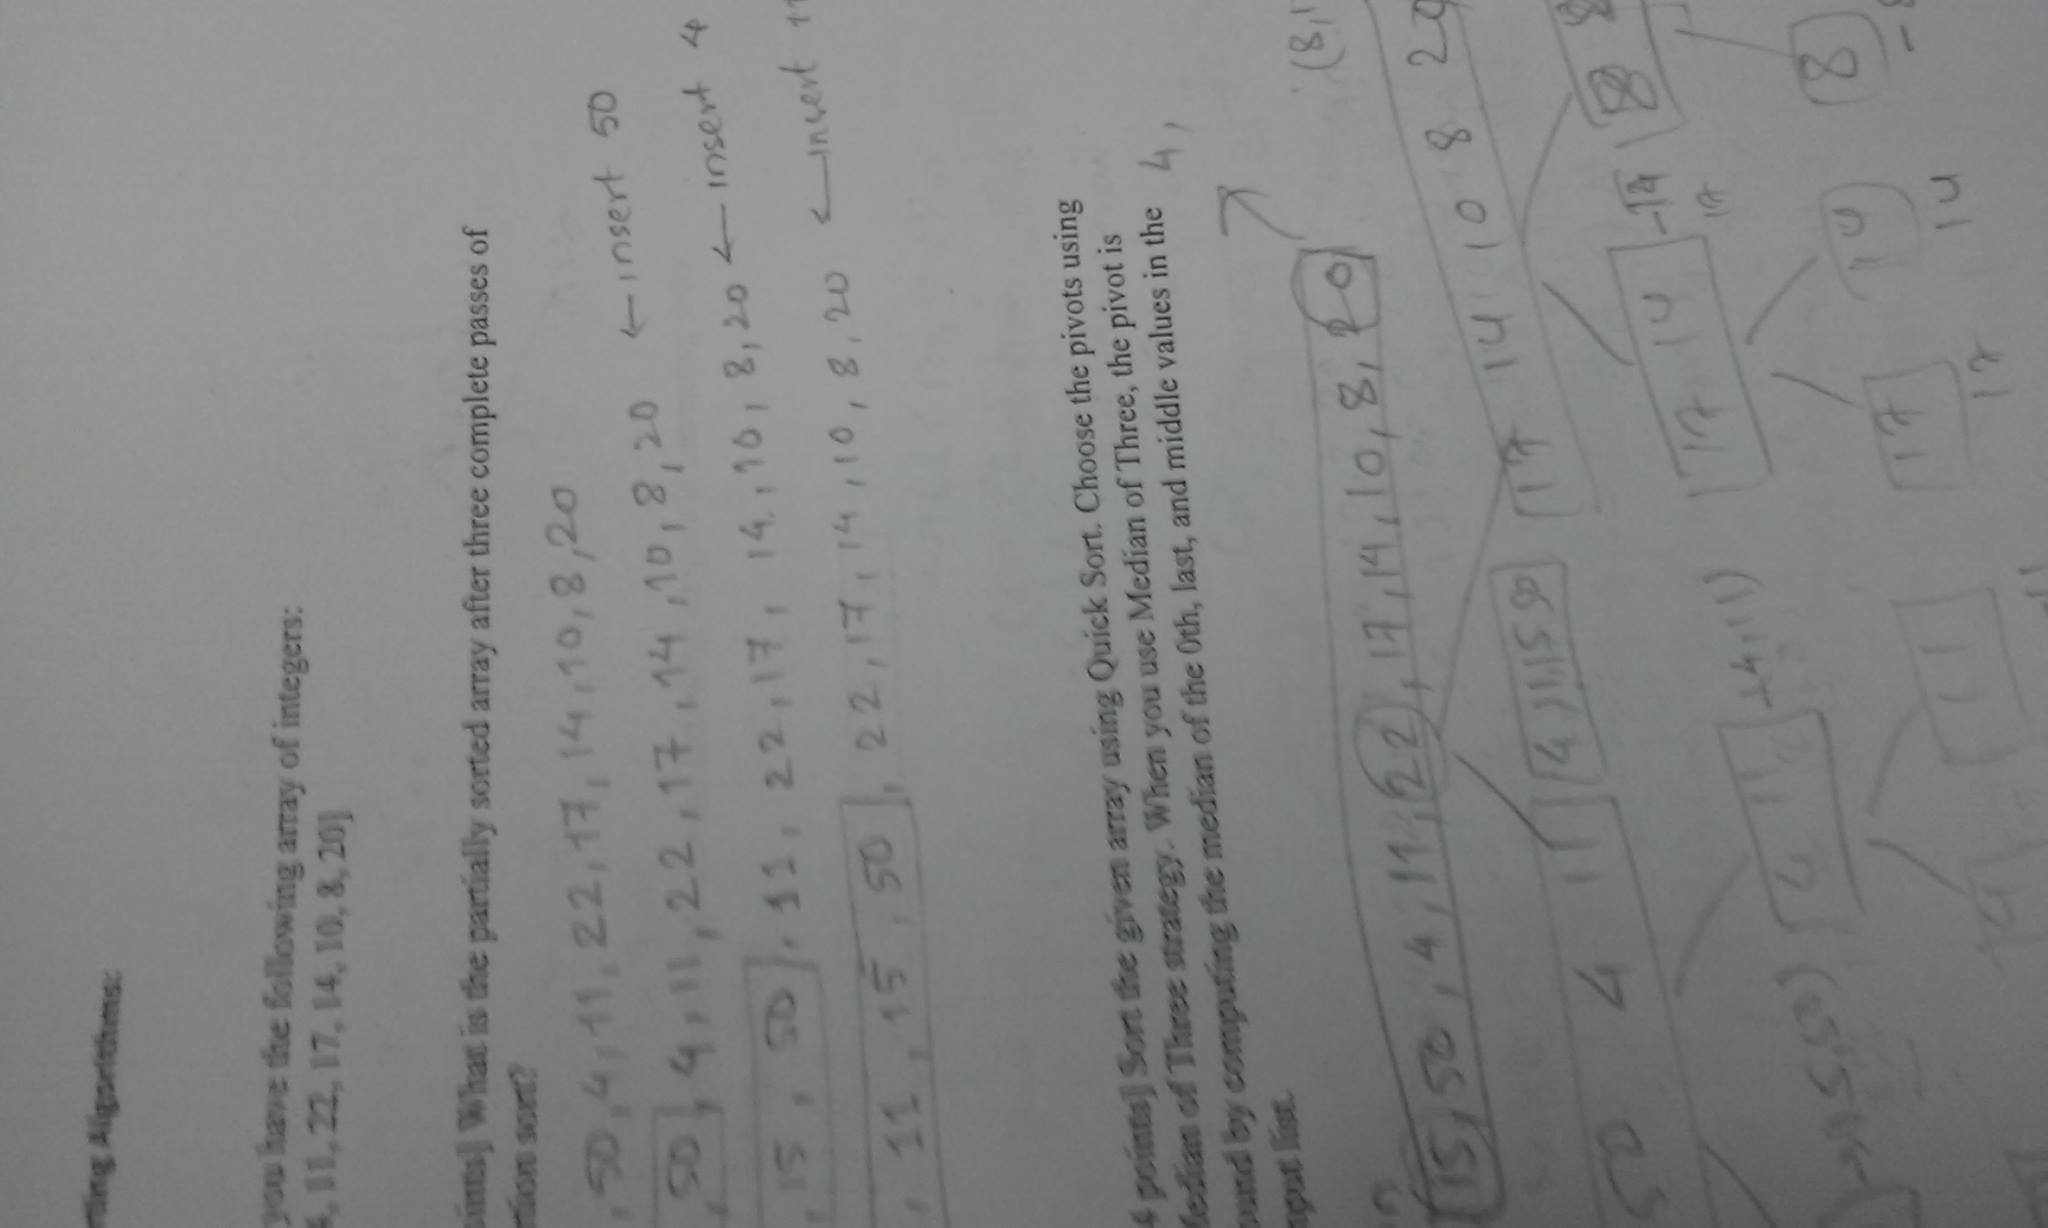 Algorithms:
you have the following array of integers:
4, 11, 22, 17, 14, 10, 8, 20]
What is the partially sorted array after three complete passes of
sort?
, 50, 4, 11, 22, 17, 14, 10, 8, 20
, 50, 4, 11, 22, 17, 14, 10, 8, 20 ← insert 50
, 15, 50, 11, 22, 17, 14, 10, 8, 20 ← insert 4
, 11, 15, 50, 22, 17, 14, 10, 8, 20 ← insert 11
4 points] Sort the given array using Quick Sort. Choose the pivots using
Median of Three strategy. When you use Median of Three, the pivot is
by computing the median of the 0th, last, and middle values in the
list.
4,
(8,1
15, 50, 4, 11, 22, 17, 14, 10, 8, 20
50 4 11 4, 11, 15 50 17 14 10 8 20
17 14 - 14 8 8
17
→ 15, 50) 4 11 → 4, 11)
11 17 14 8
17 14
11